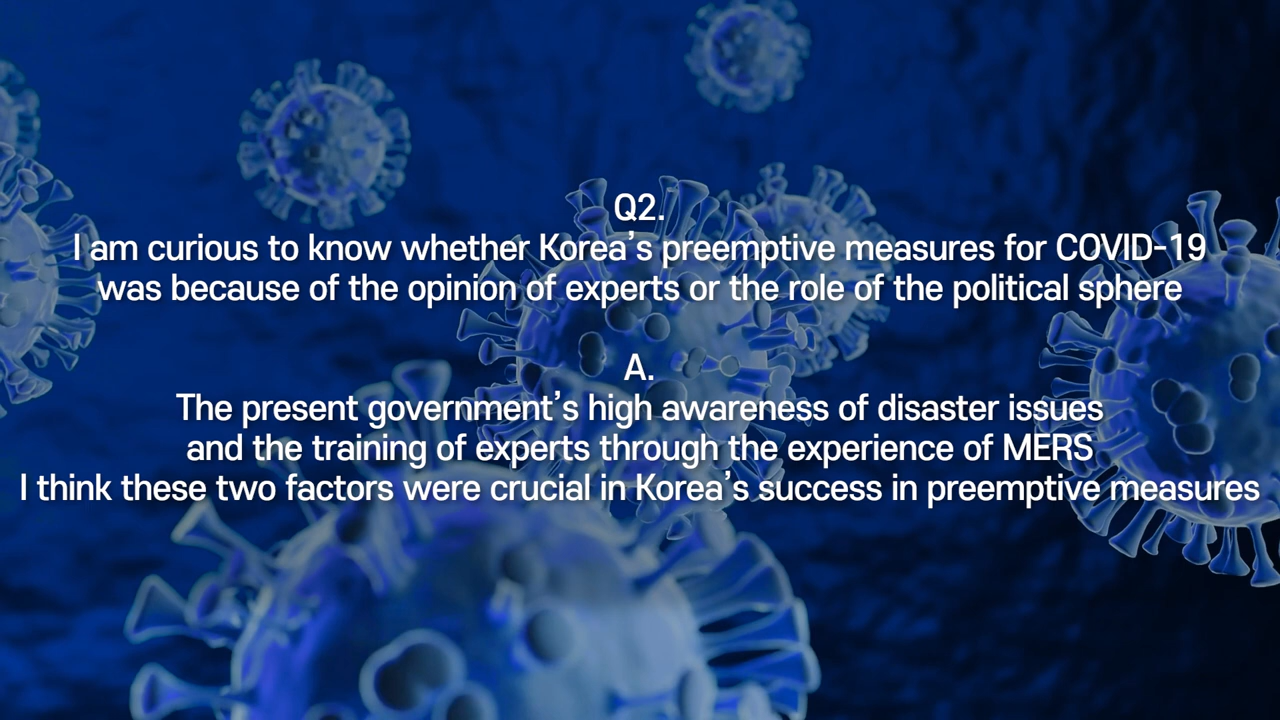 Q2.
I am curious to know whether Korea's preemptive measures for COVID-19
was because of the opinion of experts or the role of the political sphere
A.
The present government's high awareness of disaster issues
and the training of experts through the experience of MERS
I think these two factors were crucial in Korea's success in preemptive measures